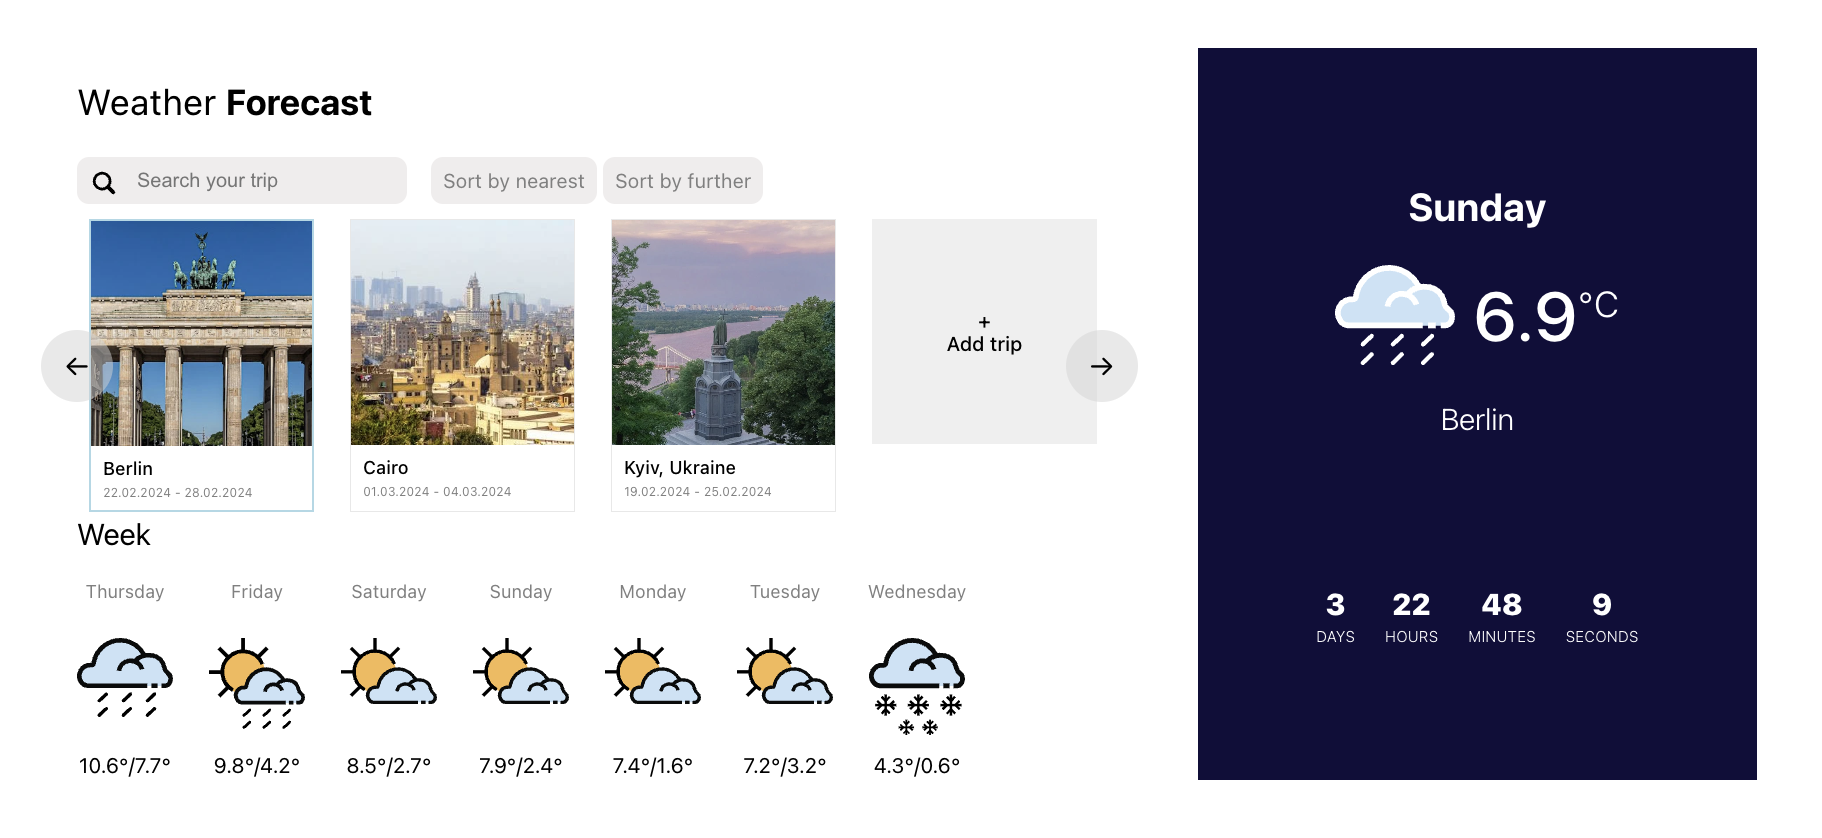 Weather Forecast
Search your trip
Sort by nearest
Sort by further
Berlin
22.02.2024 - 28.02.2024
Cairo
01.03.2024 - 04.03.2024
Kyiv, Ukraine
19.02.2024 - 25.02.2024
+
Add trip
Week
Thursday
Friday
Saturday
Sunday
Monday
Tuesday
Wednesday
10.6°/7.7°
9.8°/4.2°
8.5°/2.7°
7.9°/2.4°
7.4°/1.6°
7.2°/3.2°
4.3°/0.6°
Sunday
6.9°C
Berlin
3 22 48 9
DAYS HOURS MINUTES SECONDS